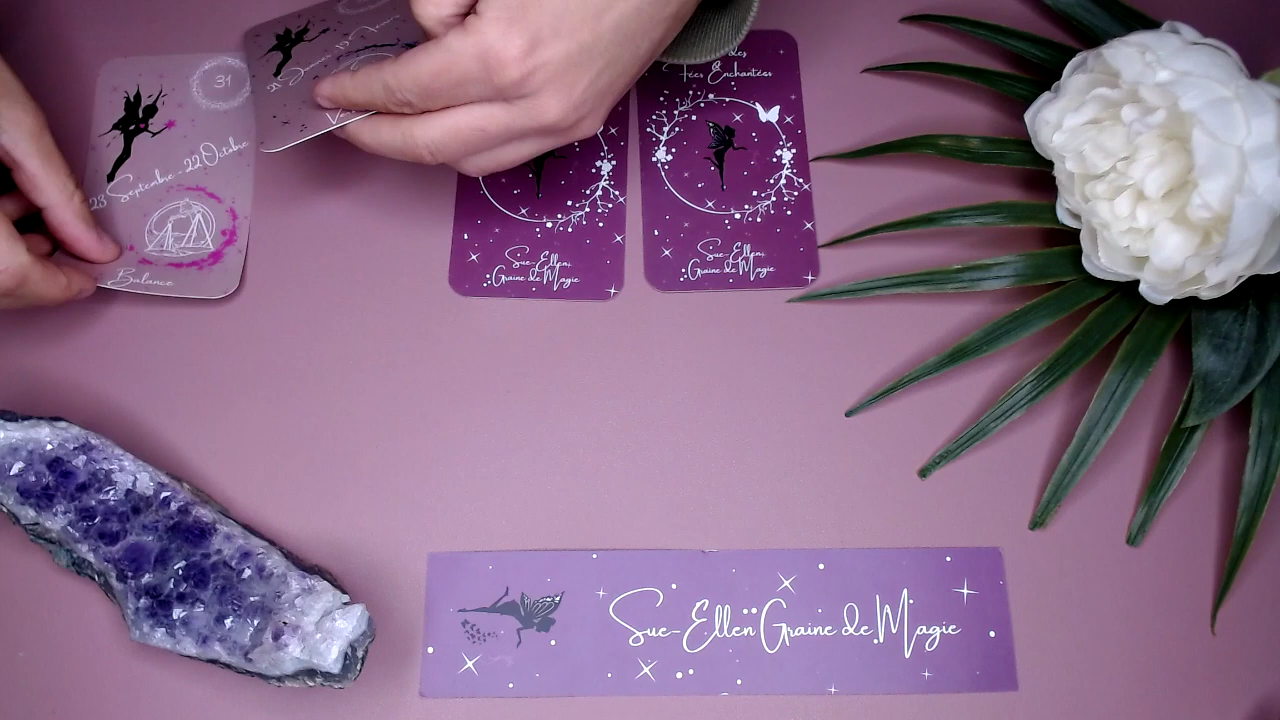 31
23 Septembre - 22 Octobre
Balance
des
Fées Enchantées
Sue-Ellen
Graine de Magie
Sue-Ellen
Graine de Magie
Sue-Ellen Graine de Magie